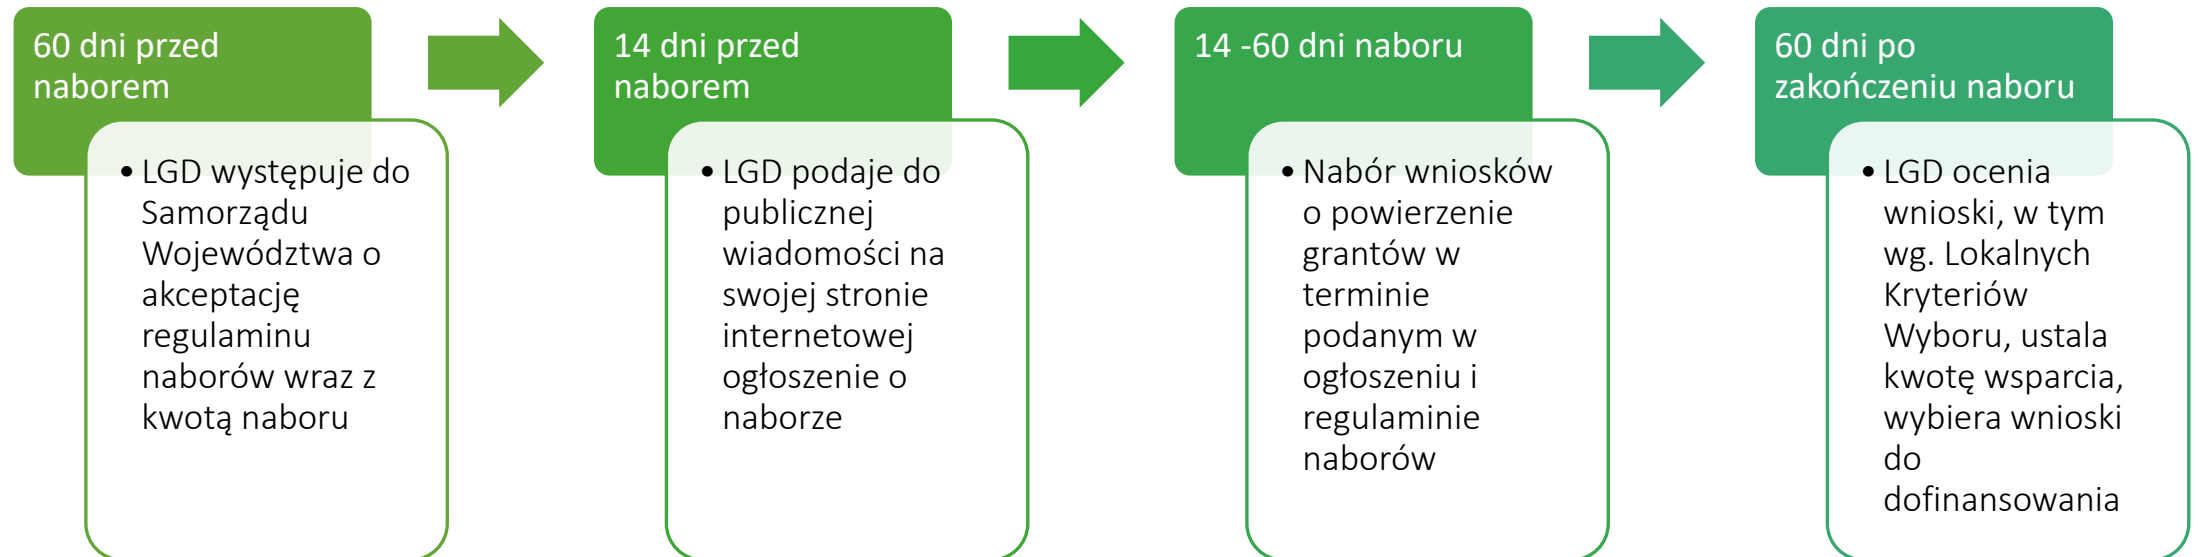 60 dni przed
naborem
• LGD występuje do
Samorządu
Województwa o
akceptację
regulaminu
naborów wraz z
kwotą naboru
14 dni przed
naborem
• LGD podaje do
publicznej
wiadomości na
swojej stronie
internetowej
ogłoszenie o
naborze
14 -60 dni naboru
• Nabór wniosków
o powierzenie
grantów w
terminie
podanym w
ogłoszeniu i
regulaminie
naborów
60 dni po
zakończeniu naboru
• LGD ocenia
wnioski, w tym
wg. Lokalnych
Kryteriów
Wyboru, ustala
kwotę wsparcia,
wybiera wnioski
do
dofinansowania